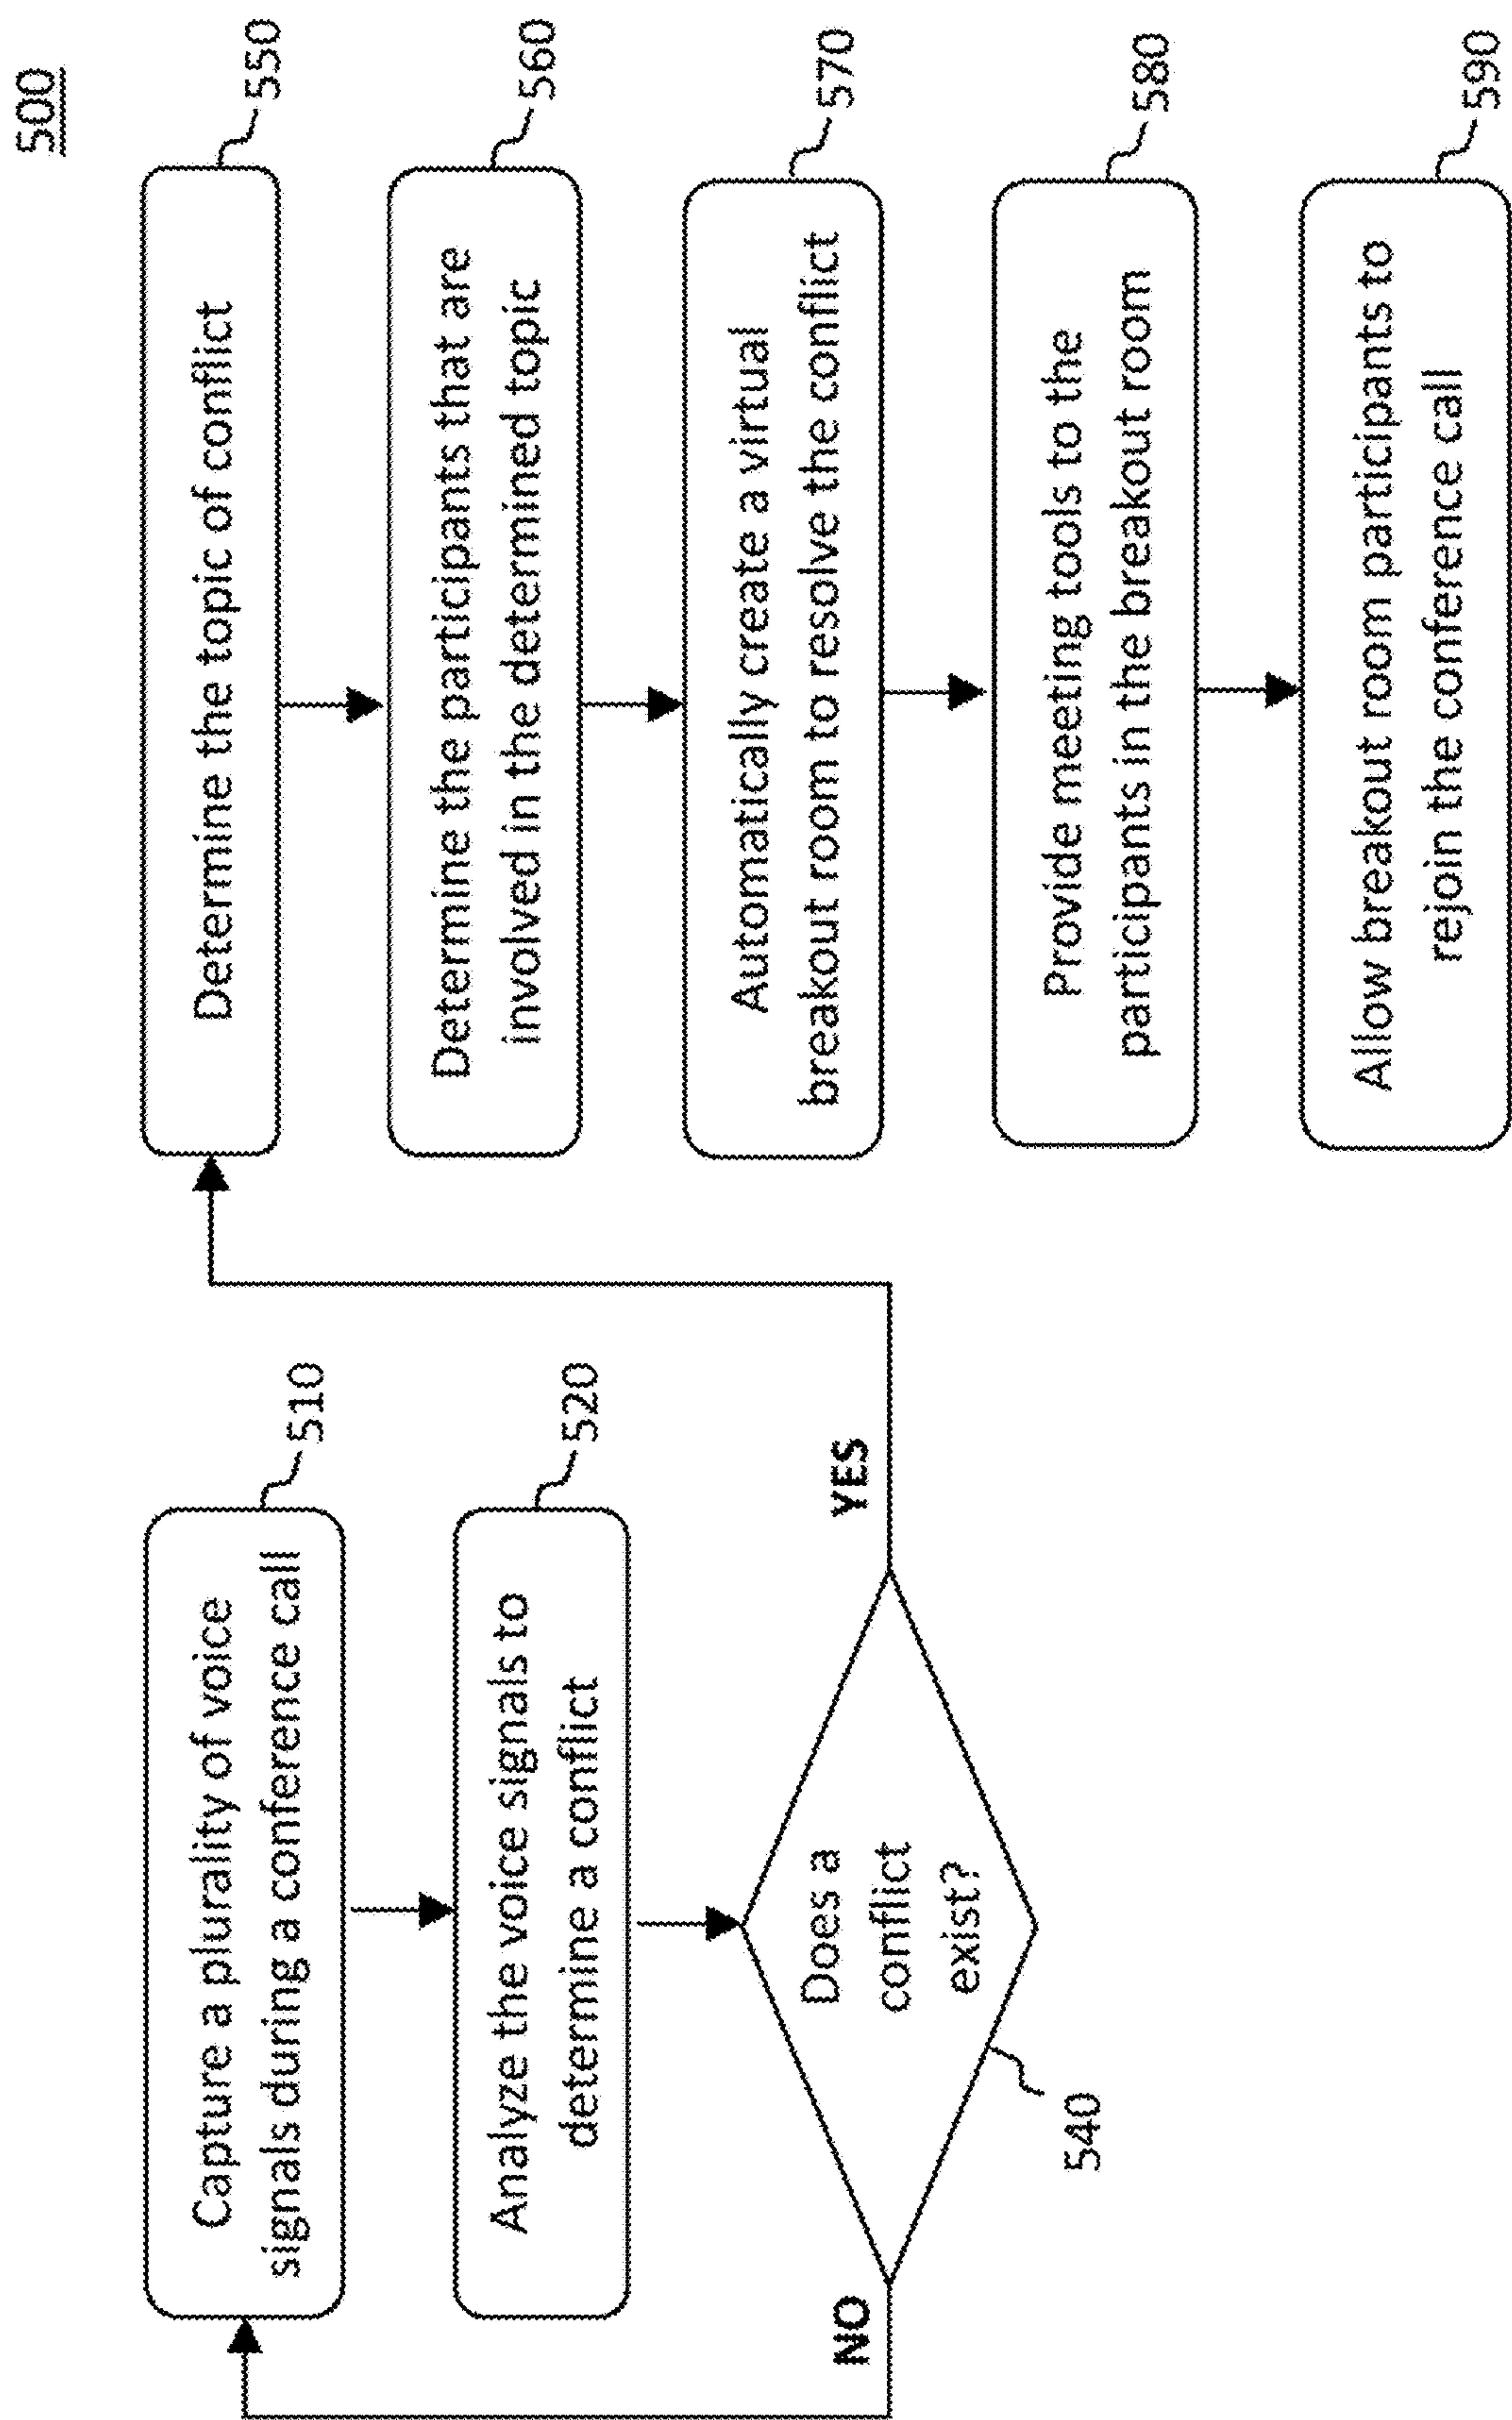 500
Capture a plurality of voice
signals during a conference call
510
Analyze the voice signals to
determine a conflict
520
Does a
conflict
exist?
540
NO
YES
Determine the topic of conflict
550
Determine the participants that are
involved in the determined topic
560
Automatically create a virtual
breakout room to resolve the conflict
570
Provide meeting tools to the
participants in the breakout room
580
Allow breakout room participants to
rejoin the conference call
590